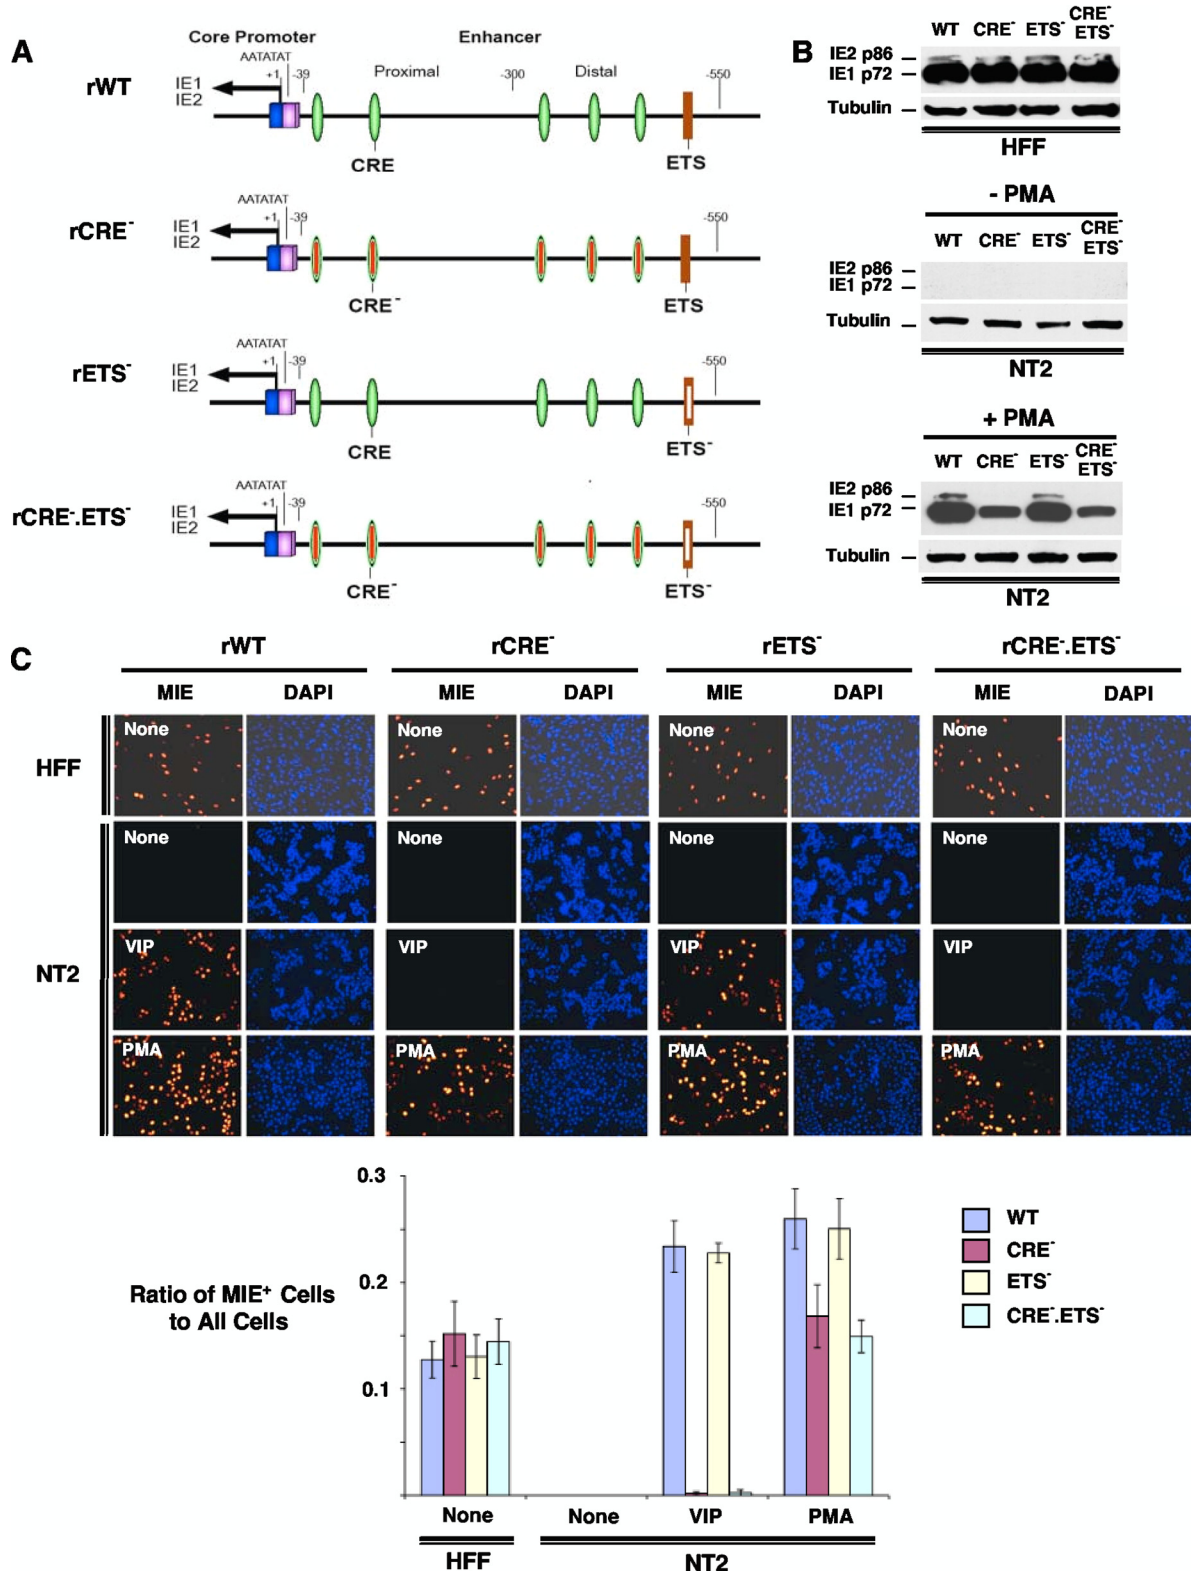 A
Core Promoter
Enhancer
AATATAT
+1
-39
Proximal
-300
Distal
-550
rWT
IE1
IE2
CRE
ETS
AATATAT
+1
-39
-550
rCRE⁻
IE1
IE2
CRE⁻
ETS
AATATAT
+1
-39
-550
rETS⁻
IE1
IE2
CRE
ETS⁻
AATATAT
+1
-39
-550
rCRE⁻.ETS⁻
IE1
IE2
CRE⁻
ETS⁻
B
WT CRE⁻ ETS⁻ CRE⁻ ETS⁻
IE2 p86
IE1 p72
Tubulin
HFF
- PMA
WT CRE⁻ ETS⁻ CRE⁻ ETS⁻
IE2 p86
IE1 p72
Tubulin
NT2
+ PMA
WT CRE⁻ ETS⁻ CRE⁻ ETS⁻
IE2 p86
IE1 p72
Tubulin
NT2
C
rWT rCRE⁻ rETS⁻ rCRE⁻.ETS⁻
MIE DAPI MIE DAPI MIE DAPI MIE DAPI
HFF
None None None None
NT2
None None None None
VIP VIP VIP VIP
PMA PMA PMA PMA
Ratio of MIE⁺ Cells
to All Cells
0.3
0.2
0.1
None None VIP PMA
HFF NT2
WT
CRE⁻
ETS⁻
CRE⁻.ETS⁻